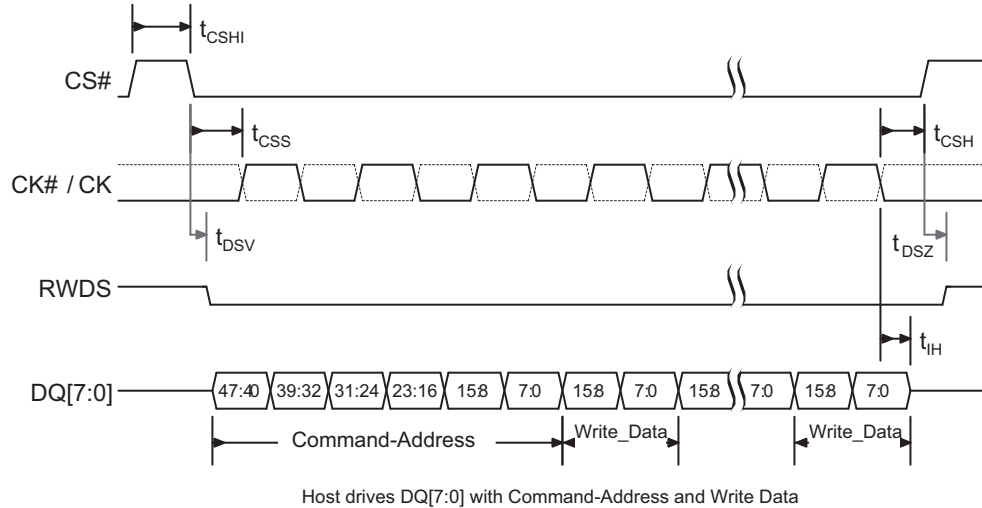 tCSHI
CS#
tCSS
tCSH
CK# / CK
tDSV
tDSZ
RWDS
tIH
DQ[7:0]
47:40 39:32 31:24 23:16 15:8 7:0 15:8 7:0 15:8 7:0 15:8 7:0
Command-Address Write_Data Write_Data
Host drives DQ[7:0] with Command-Address and Write Data